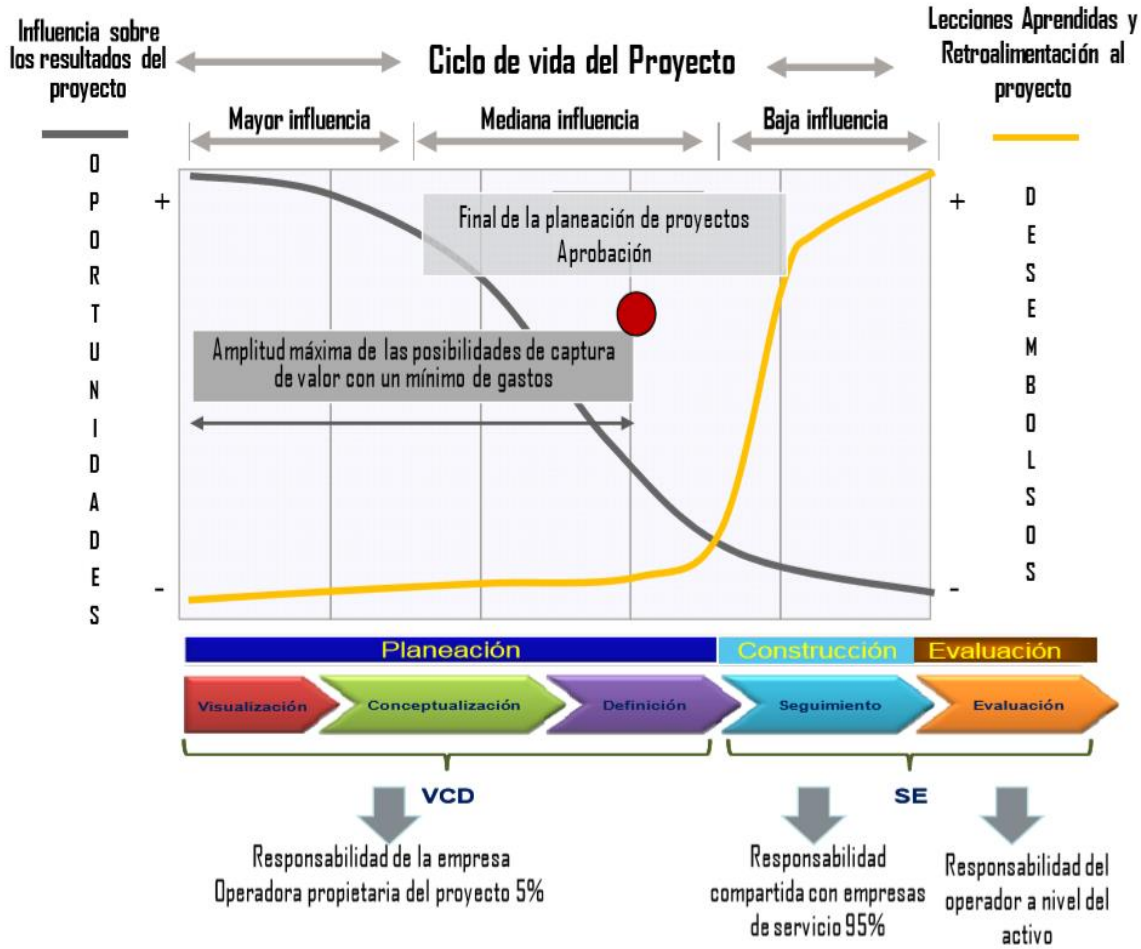 Influencia sobre
los resultados del
proyecto
Ciclo de vida del Proyecto
Lecciones Aprendidas y
Retroalimentación al
proyecto
Mayor influencia
Mediana influencia
Baja influencia
OPORTUNIDADES
+
-
Final de la planeación de proyectos
Aprobación
Amplitud máxima de las posibilidades de captura
de valor con un mínimo de gastos
+
-
DESEMBOLSOS
Planeación
Construcción
Evaluación
Visualización
Conceptualización
Definición
Seguimiento
Evaluación
VCD
SE
Responsabilidad de la empresa
Operadora propietaria del proyecto 5%
Responsabilidad
compartida con empresas
de servicio 95%
Responsabilidad del
operador a nivel del
activo